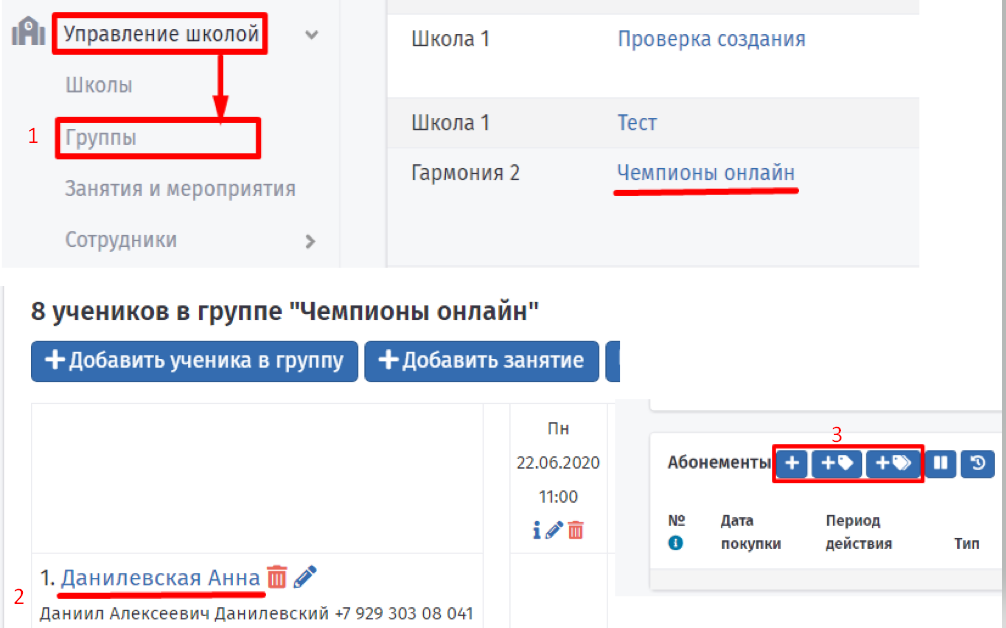 Управление школой
Школы
1
Группы
Занятия и мероприятия
Сотрудники
Школа 1 Проверка создания
Школа 1 Тест
Гармония 2 Чемпионы онлайн
8 учеников в группе "Чемпионы онлайн"
+ Добавить ученика в группу + Добавить занятие
Пн
22.06.2020
11:00
1. Данилевская Анна
2
Даниил Алексеевич Данилевский +7 929 303 08 041
3
Абонементы + + +
№ Дата покупки Период действия Тип